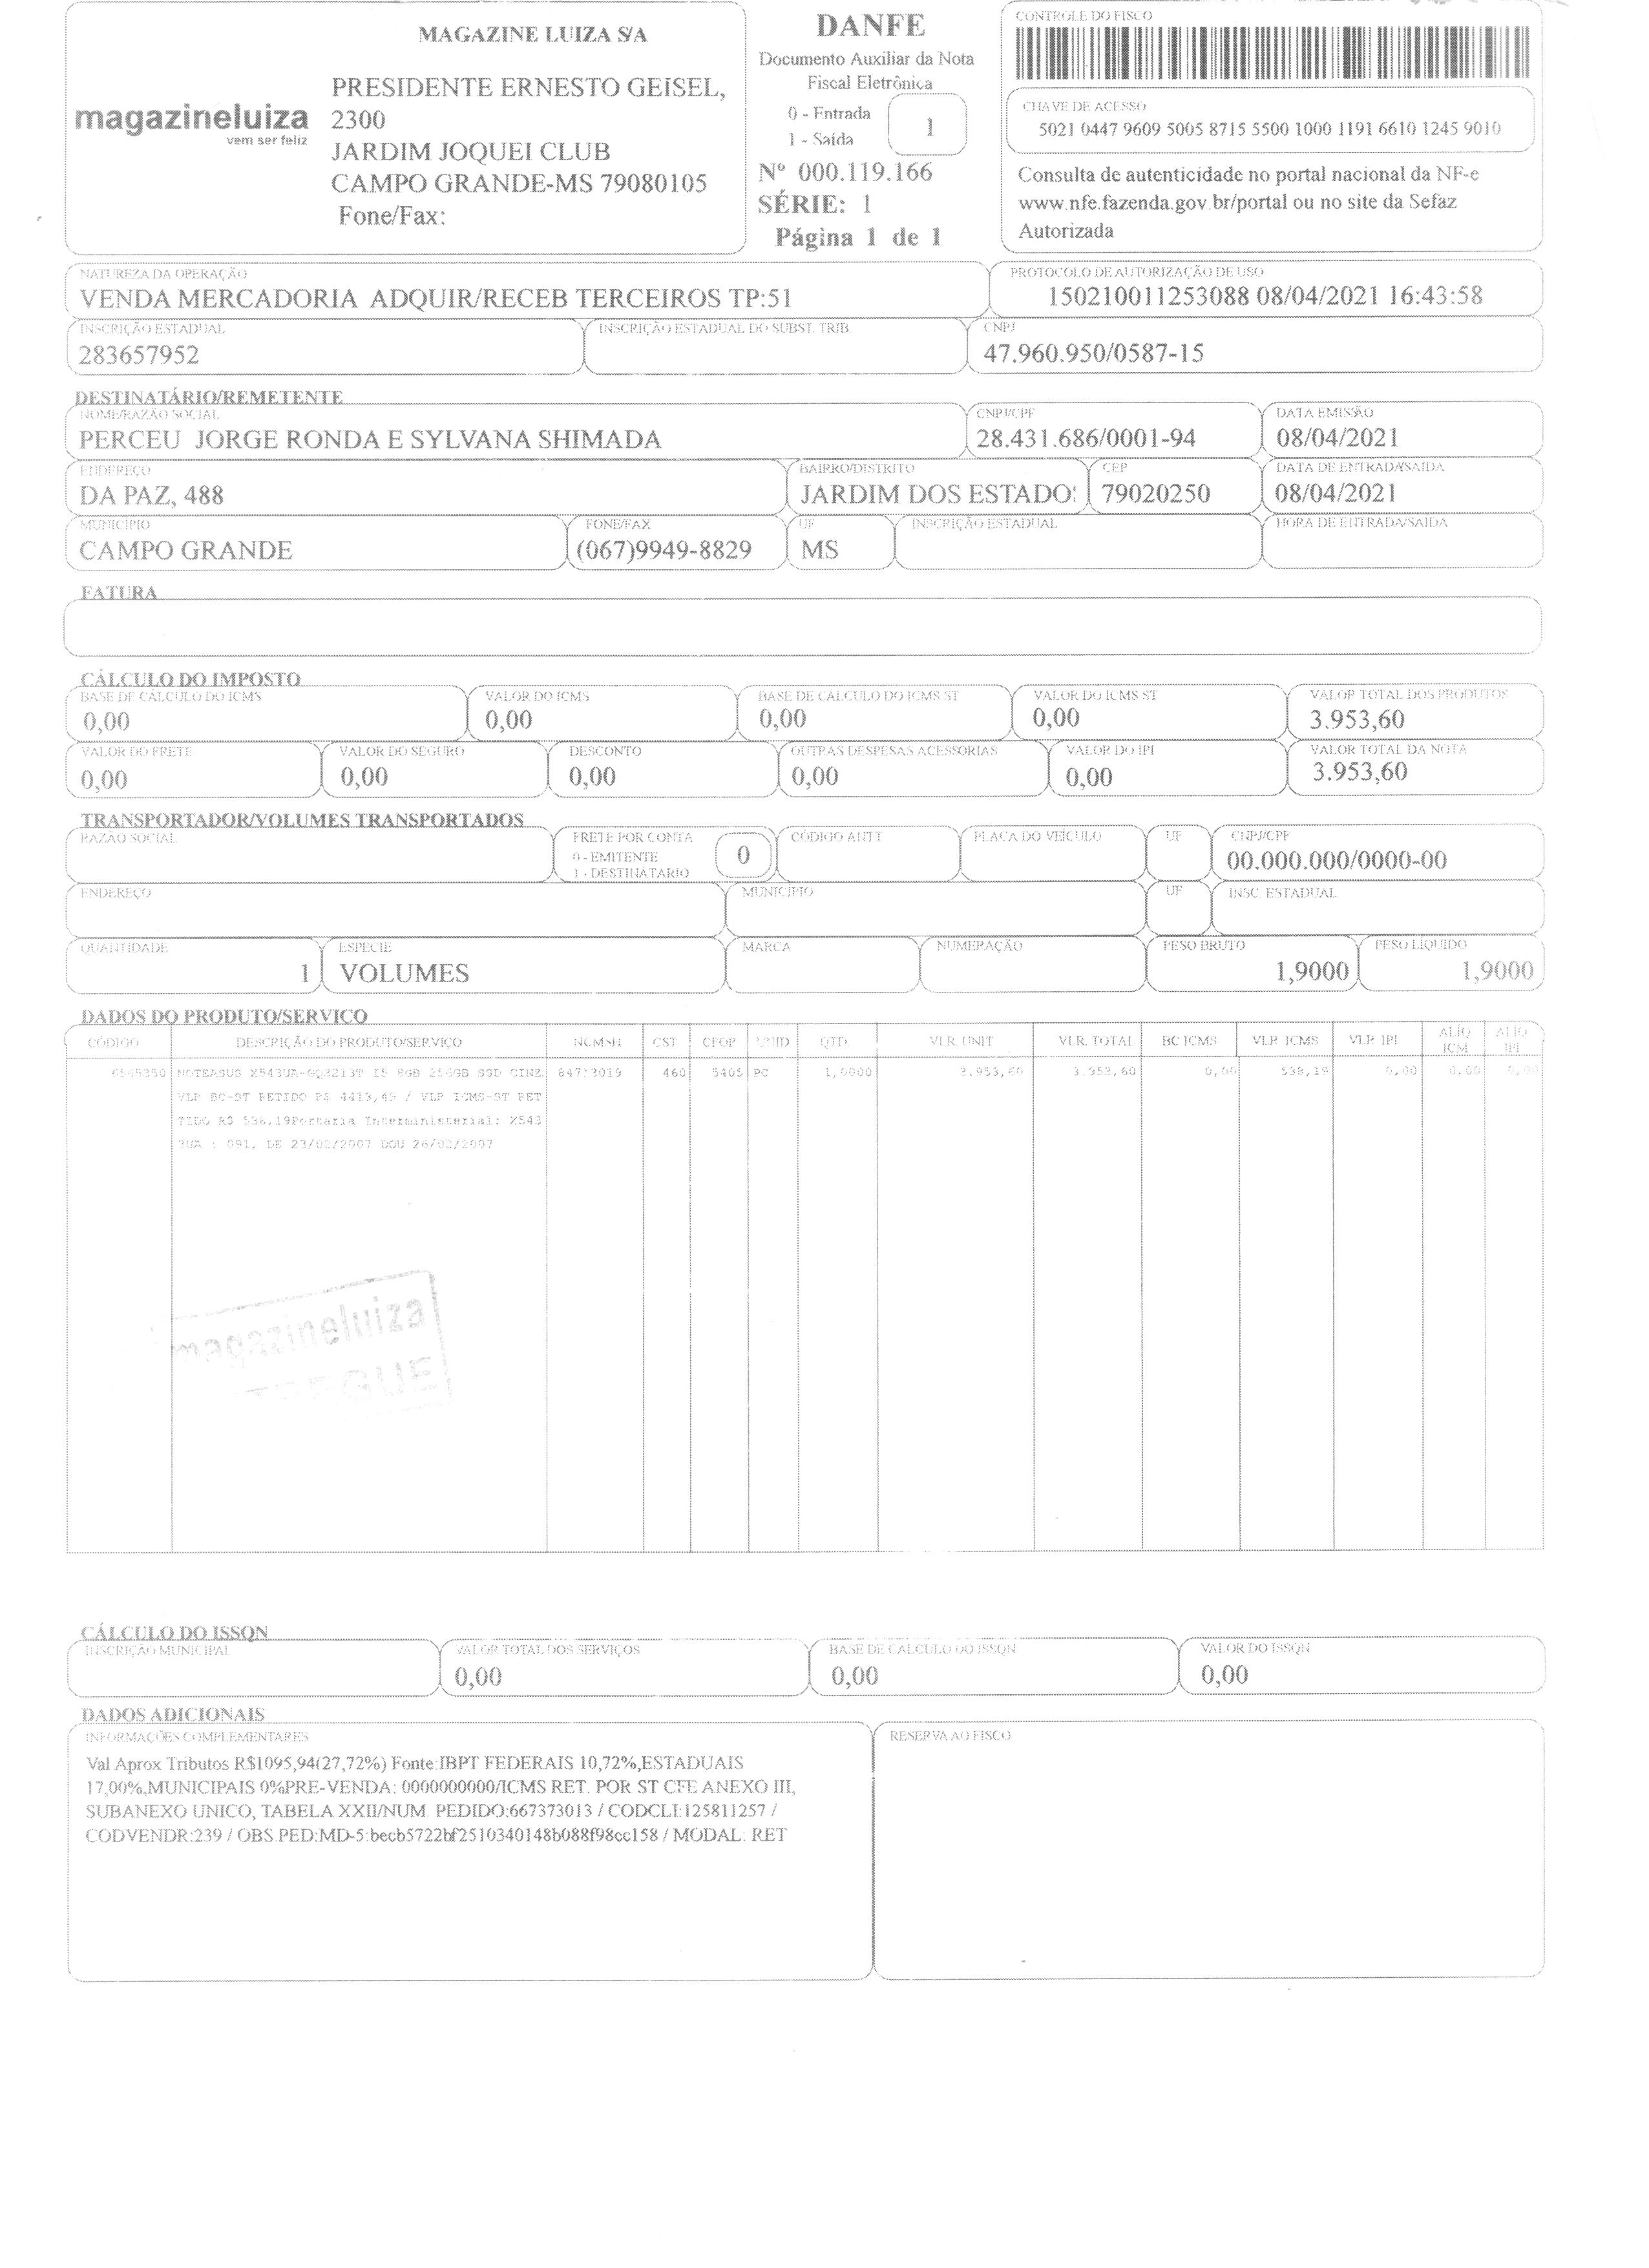 MAGAZINE LUIZA S/A
magazineluiza
vem ser feliz
PRESIDENTE ERNESTO GEISEL,
2300
JARDIM JOQUEI CLUB
CAMPO GRANDE-MS 79080105
Fone/Fax:
DANFE
Documento Auxiliar da Nota
Fiscal Eletrônica
0 - Entrada
1 - Saída
1
Nº 000.119.166
SÉRIE: 1
Página 1 de 1
CONTROLE DO FISCO
CHAVE DE ACESSO
5021 0447 9609 5005 8715 5500 1000 1191 6610 1245 9010
Consulta de autenticidade no portal nacional da NF-e
www.nfe.fazenda.gov.br/portal ou no site da Sefaz
Autorizada
NATUREZA DA OPERAÇÃO
VENDA MERCADORIA ADQUIR/RECEB TERCEIROS TP:51
PROTOCOLO DE AUTORIZAÇÃO DE USO
150210011253088 08/04/2021 16:43:58
INSCRIÇÃO ESTADUAL
283657952
INSCRIÇÃO ESTADUAL DO SUBST. TRIB.
CNPJ
47.960.950/0587-15
DESTINATÁRIO/REMETENTE
NOME/RAZÃO SOCIAL
PERCEU JORGE RONDA E SYLVANA SHIMADA
CNPJ/CPF
28.431.686/0001-94
DATA EMISSÃO
08/04/2021
ENDEREÇO
DA PAZ, 488
BAIRRO/DISTRITO
JARDIM DOS ESTADO
CEP
79020250
DATA DE ENTRADA/SAÍDA
08/04/2021
MUNICIPIO
CAMPO GRANDE
FONE/FAX
(067)9949-8829
UF
MS
INSCRIÇÃO ESTADUAL
HORA DE ENTRADA/SAIDA
FATURA
CÁLCULO DO IMPOSTO
BASE DE CÁLCULO DO ICMS
0,00
VALOR DO ICMS
0,00
BASE DE CÁLCULO DO ICMS ST
0,00
VALOR DO ICMS ST
0,00
VALOR TOTAL DOS PRODUTOS
3.953,60
VALOR DO FRETE
0,00
VALOR DO SEGURO
0,00
DESCONTO
0,00
OUTRAS DESPESAS ACESSORIAS
0,00
VALOR DO IPI
0,00
VALOR TOTAL DA NOTA
3.953,60
TRANSPORTADOR/VOLUMES TRANSPORTADOS
RAZÃO SOCIAL
FRETE POR CONTA
0 - EMITENTE
1 - DESTINATARIO
0
CÓDIGO ANTT
PLACA DO VEÍCULO
UF
CNPJ/CPF
00.000.000/0000-00
ENDEREÇO
MUNICÍPIO
UF
INSC. ESTADUAL
QUANTIDADE
1
ESPECIE
VOLUMES
MARCA
NUMERAÇÃO
PESO BRUTO
1,9000
PESO LÍQUIDO
1,9000
DADOS DO PRODUTO/SERVICO
CÓDIGO DESCRIÇÃO DO PRODUTO/SERVIÇO NCMSH CST CFOP UNID QTD. VLR. UNIT VLR. TOTAL BC ICMS VLR. ICMS VLR. IPI ALÍQ ICM ALÍQ IPI
NOTEASUS X543UA-GQ3213T I5 8GB 256GB SSD CINZ 460 5405 PC 1,0000 3.953,60 3.953,60 0,00 538,19 0,00 0,00 0,00
VLR BC-ST RETIDO R$ 4413,45 / VLR ICMS-ST RET
TIDO R$ 538,19Portaria Interministerial: X543
3UA : 091, DE 23/02/2007 DOU 26/02/2007
magazineluiza
CÁLCULO DO ISSQN
INSCRIÇÃO MUNICIPAL
VALOR TOTAL DOS SERVIÇOS
0,00
BASE DE CÁLCULO DO ISSQN
0,00
VALOR DO ISSQN
0,00
DADOS ADICIONAIS
INFORMAÇÕES COMPLEMENTARES
Val Aprox Tributos R$1095,94(27,72%) Fonte:IBPT FEDERAIS 10,72%,ESTADUAIS
17,00%,MUNICIPAIS 0%PRE-VENDA: 0000000000/ICMS RET. POR ST CFE ANEXO III,
SUBANEXO UNICO, TABELA XXII/NUM. PEDIDO:667373013 / CODCLI:125811257 /
CODVENDR:239 / OBS.PED:MD-5:becb5722bf2510340148b088f98cc158 / MODAL: RET
RESERVA AO FISCO